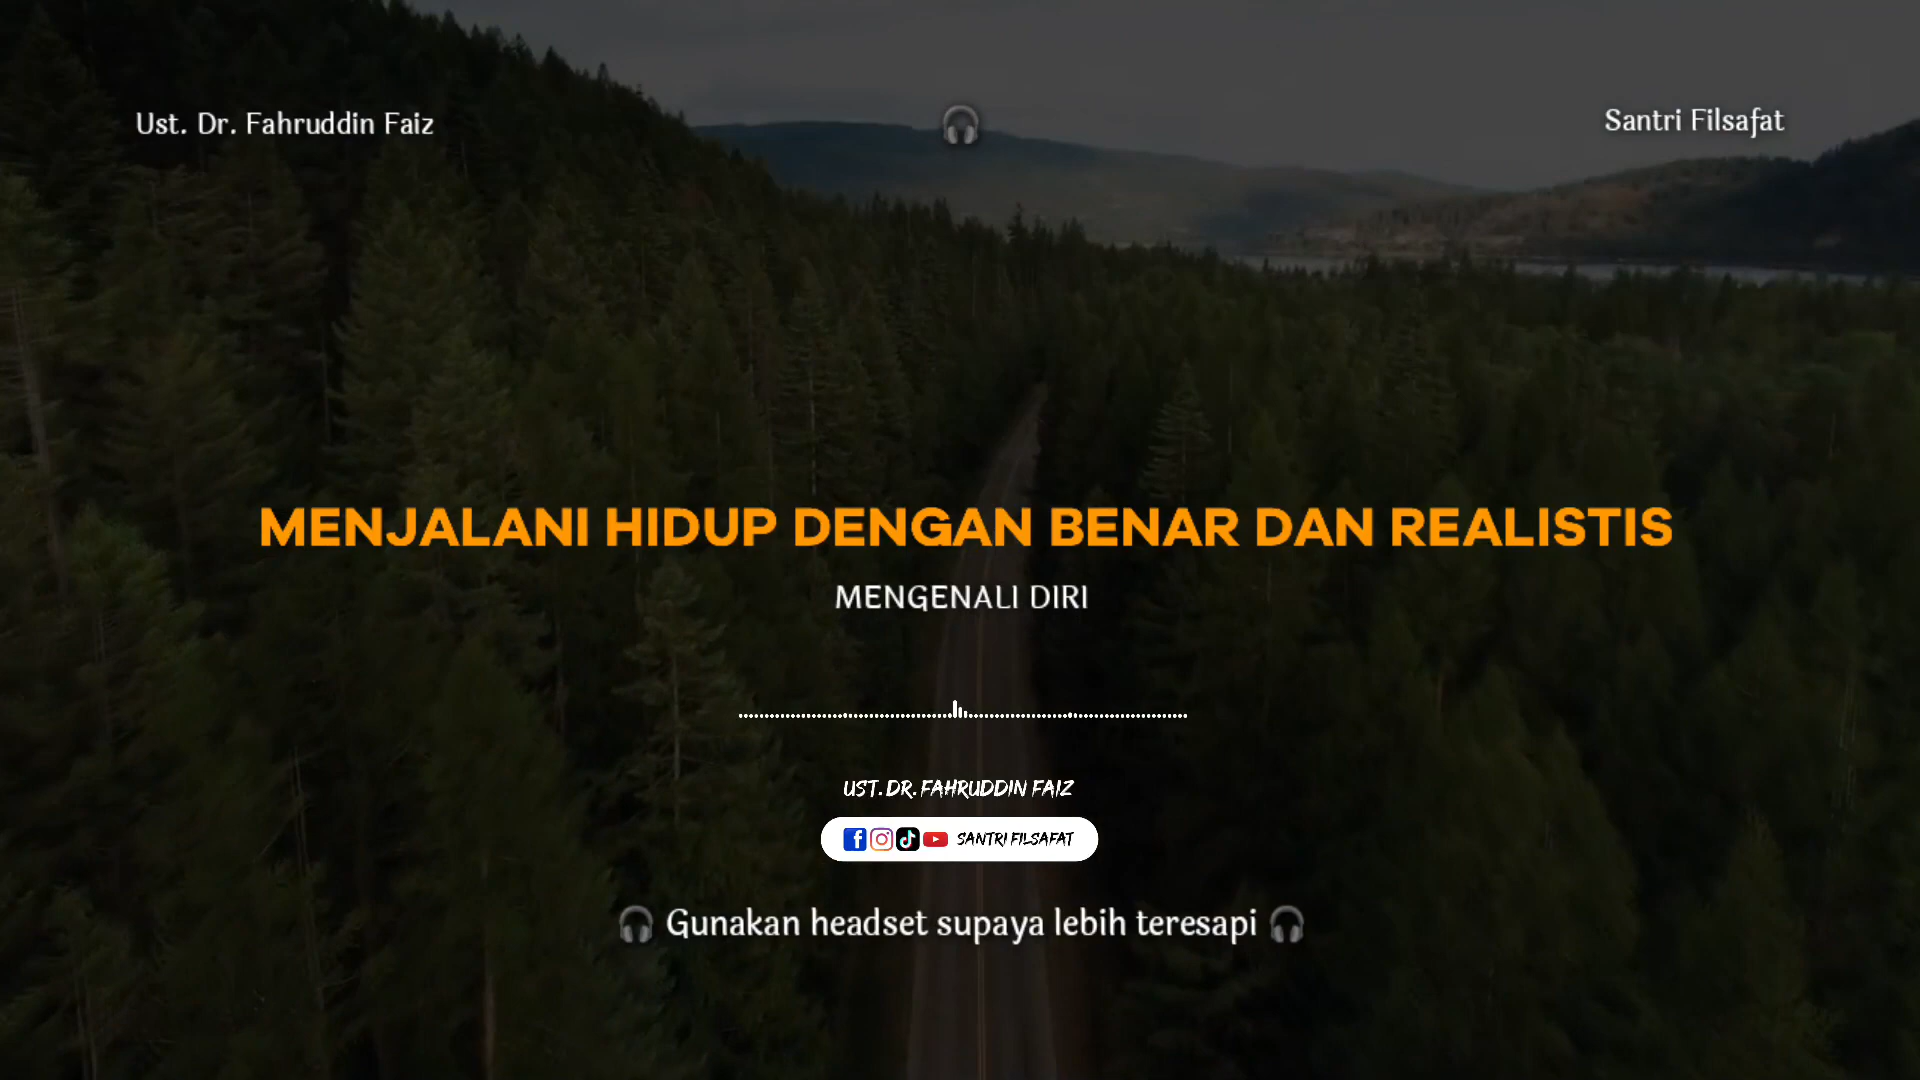 Ust. Dr. Fahruddin Faiz
Santri Filsafat
MENJALANI HIDUP DENGAN BENAR DAN REALISTIS
MENGENALI DIRI
UST. DR. FAHRUDDIN FAIZ
SANTRI FILSAFAT
Gunakan headset supaya lebih teresapi